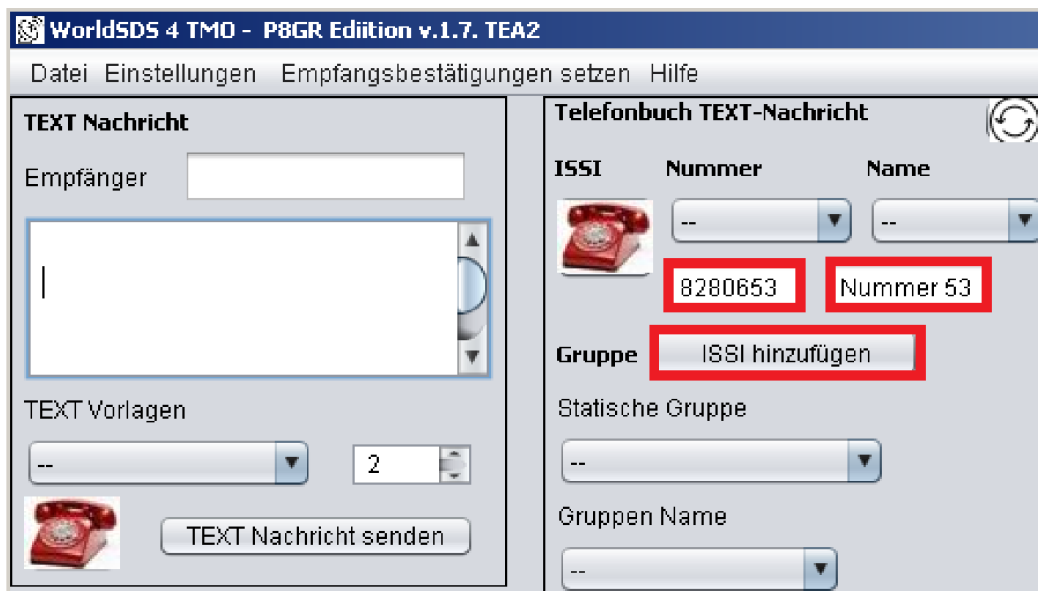 WorldSDS 4 TMO - P8GR Ediition v.1.7. TEA2
Datei Einstellungen Empfangsbestätigungen setzen Hilfe
TEXT Nachricht
Empfänger
TEXT Vorlagen
--
2
TEXT Nachricht senden
Telefonbuch TEXT-Nachricht
ISSI Nummer Name
-- --
8280653 Nummer 53
Gruppe ISSI hinzufügen
Statische Gruppe
--
Gruppen Name
--